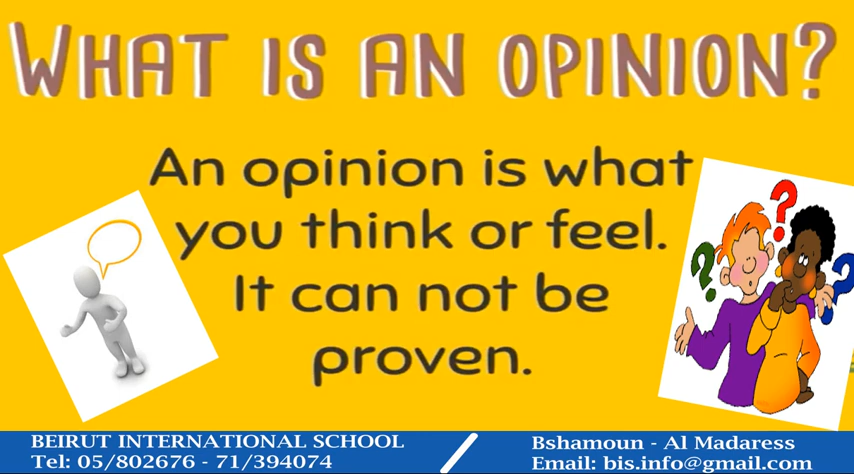 WHAT IS AN OPINION?
An opinion is what
you think or feel.
It can not be
proven.
?
?
?
BEIRUT INTERNATIONAL SCHOOL
Tel: 05/802676 - 71/394074
Bshamoun - Al Madaress
Email: bis.info@gmail.com